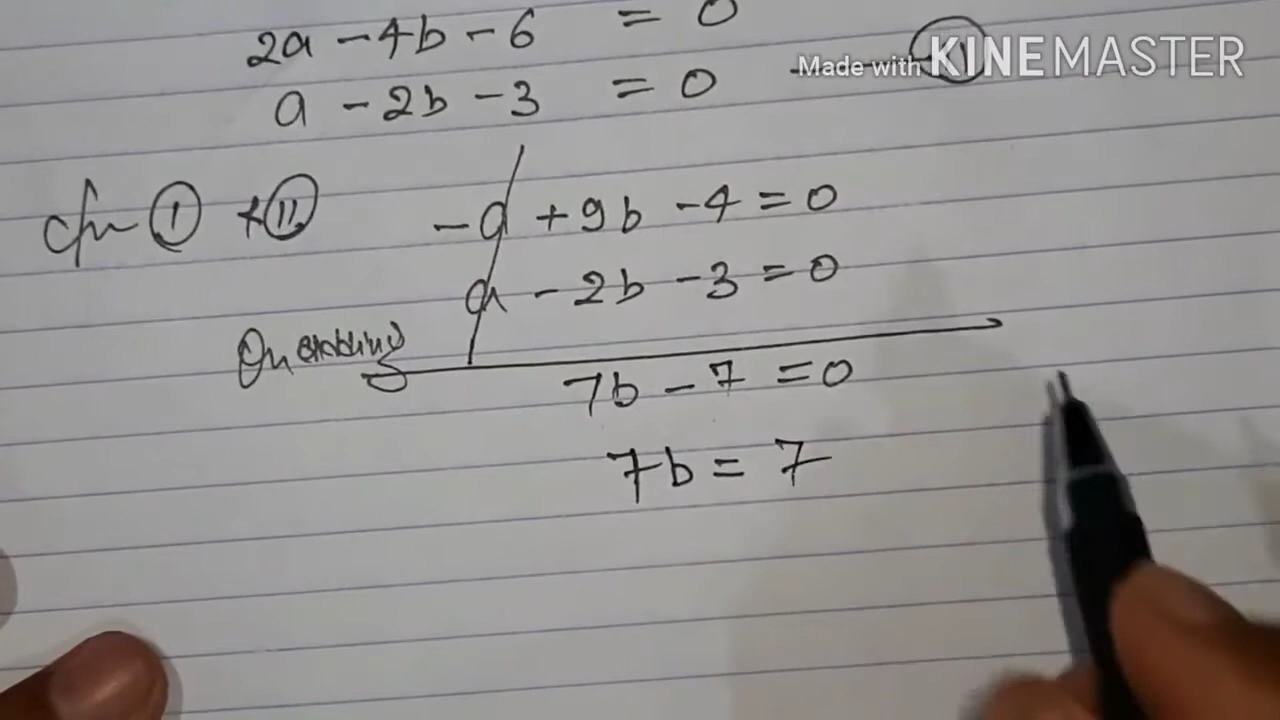 2a - 4b - 6 = 0
Made with KINEMASTER
a - 2b - 3 = 0
I + II
-a + 9b - 4 = 0
a - 2b - 3 = 0
On
7b - 7 = 0
7b = 7